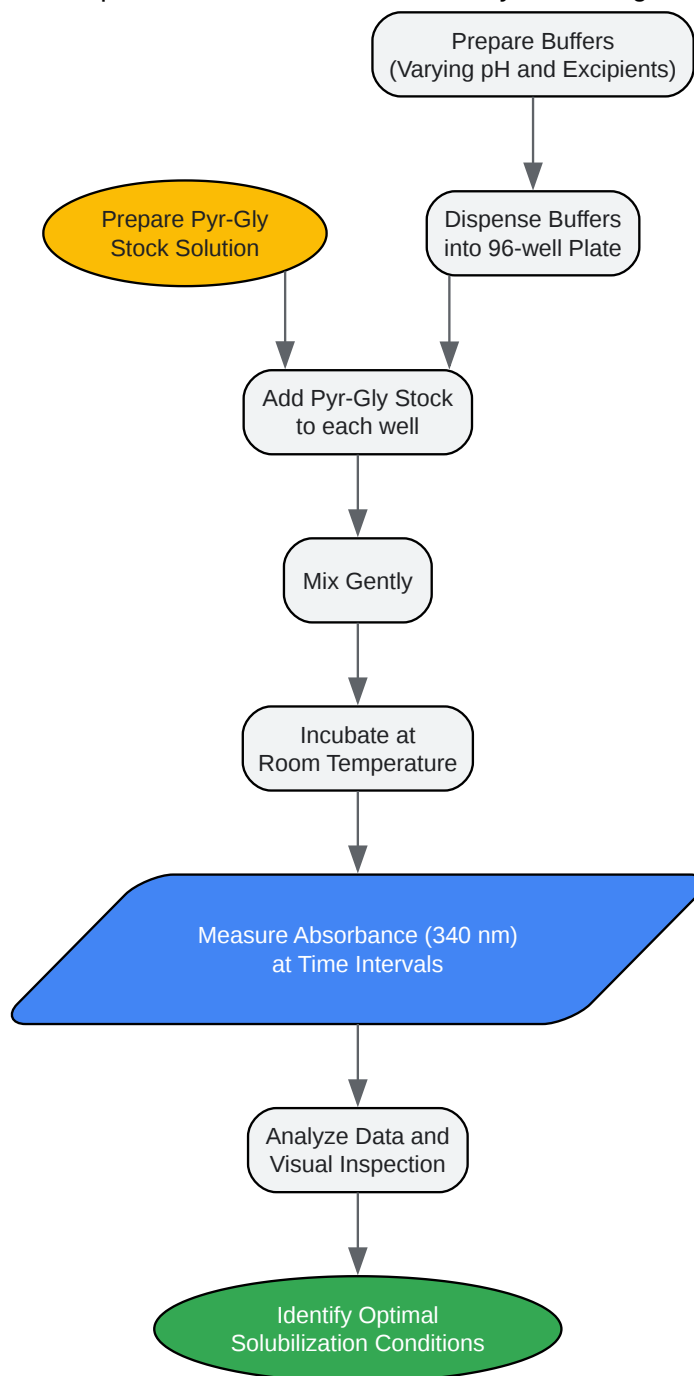 Prepare Buffers
(Varying pH and Excipients)
Prepare Pyr-Gly
Stock Solution
Dispense Buffers
into 96-well Plate
Add Pyr-Gly Stock
to each well
Mix Gently
Incubate at
Room Temperature
Measure Absorbance (340 nm)
at Time Intervals
Analyze Data and
Visual Inspection
Identify Optimal
Solubilization Conditions